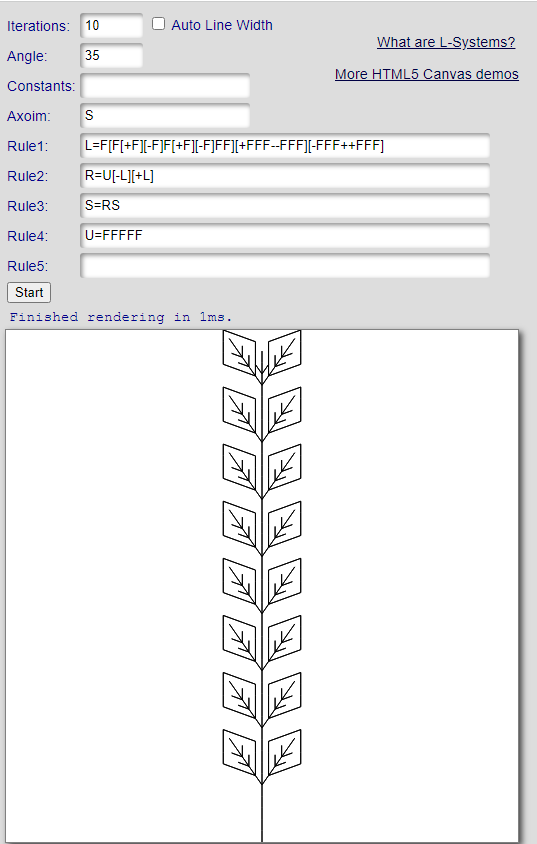 Iterations: 10 Auto Line Width
What are L-Systems?
Angle: 35
More HTML5 Canvas demos
Constants:
Axoim: S
Rule1: L=F[F[+F][-F]F[+F][-F]FF][+FFF--FFF][-FFF++FFF]
Rule2: R=U[-L][+L]
Rule3: S=RS
Rule4: U=FFFFF
Rule5:
Start
Finished rendering in 1ms.